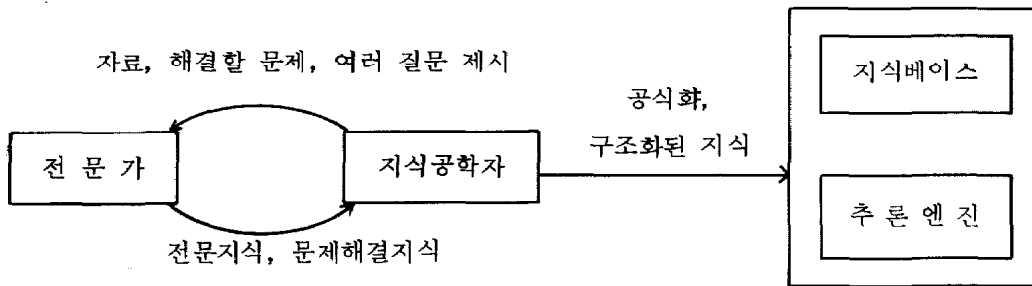 자료, 해결할 문제, 여러 질문 제시
전 문 가
지식공학자
전문지식, 문제해결지식
공식화,
구조화된 지식
지식베이스
추 론 엔 진